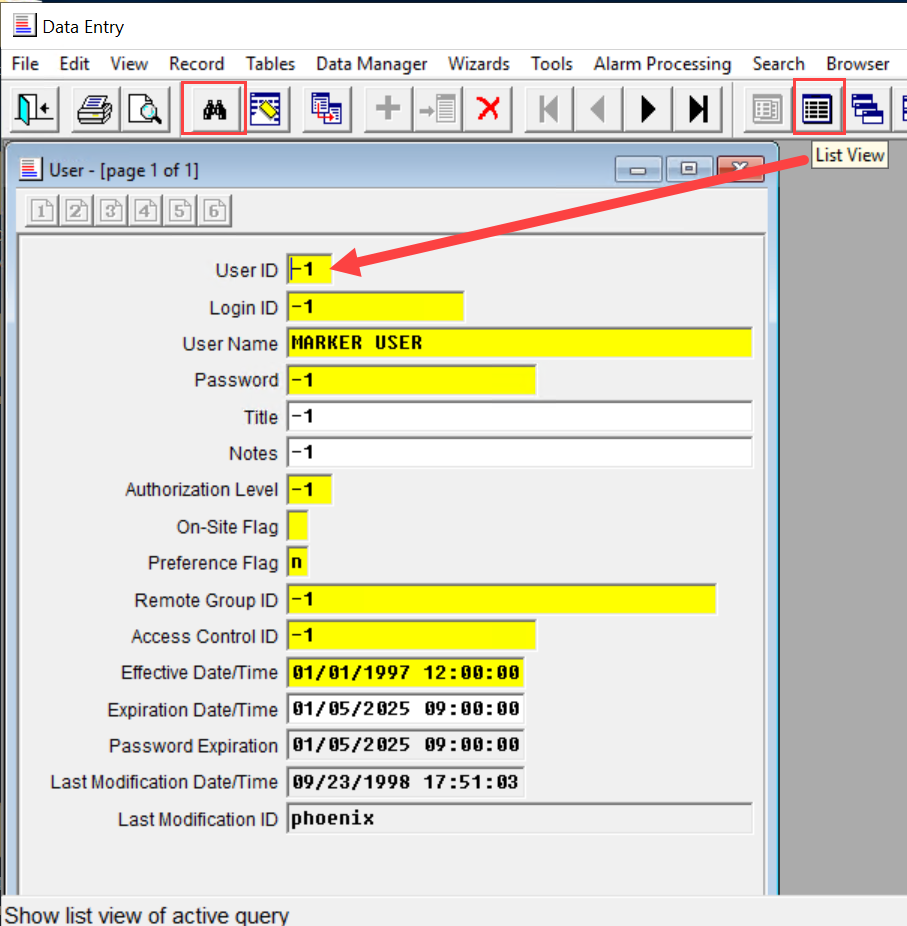 Data Entry
File Edit View Record Tables Data Manager Wizards Tools Alarm Processing Search Browser
List View
User - [page 1 of 1]
1 2 3 4 5 6
User ID -1
Login ID -1
User Name MARKER USER
Password -1
Title -1
Notes -1
Authorization Level -1
On-Site Flag
Preference Flag n
Remote Group ID -1
Access Control ID -1
Effective Date/Time 01/01/1997 12:00:00
Expiration Date/Time 01/05/2025 09:00:00
Password Expiration 01/05/2025 09:00:00
Last Modification Date/Time 09/23/1998 17:51:03
Last Modification ID phoenix
Show list view of active query